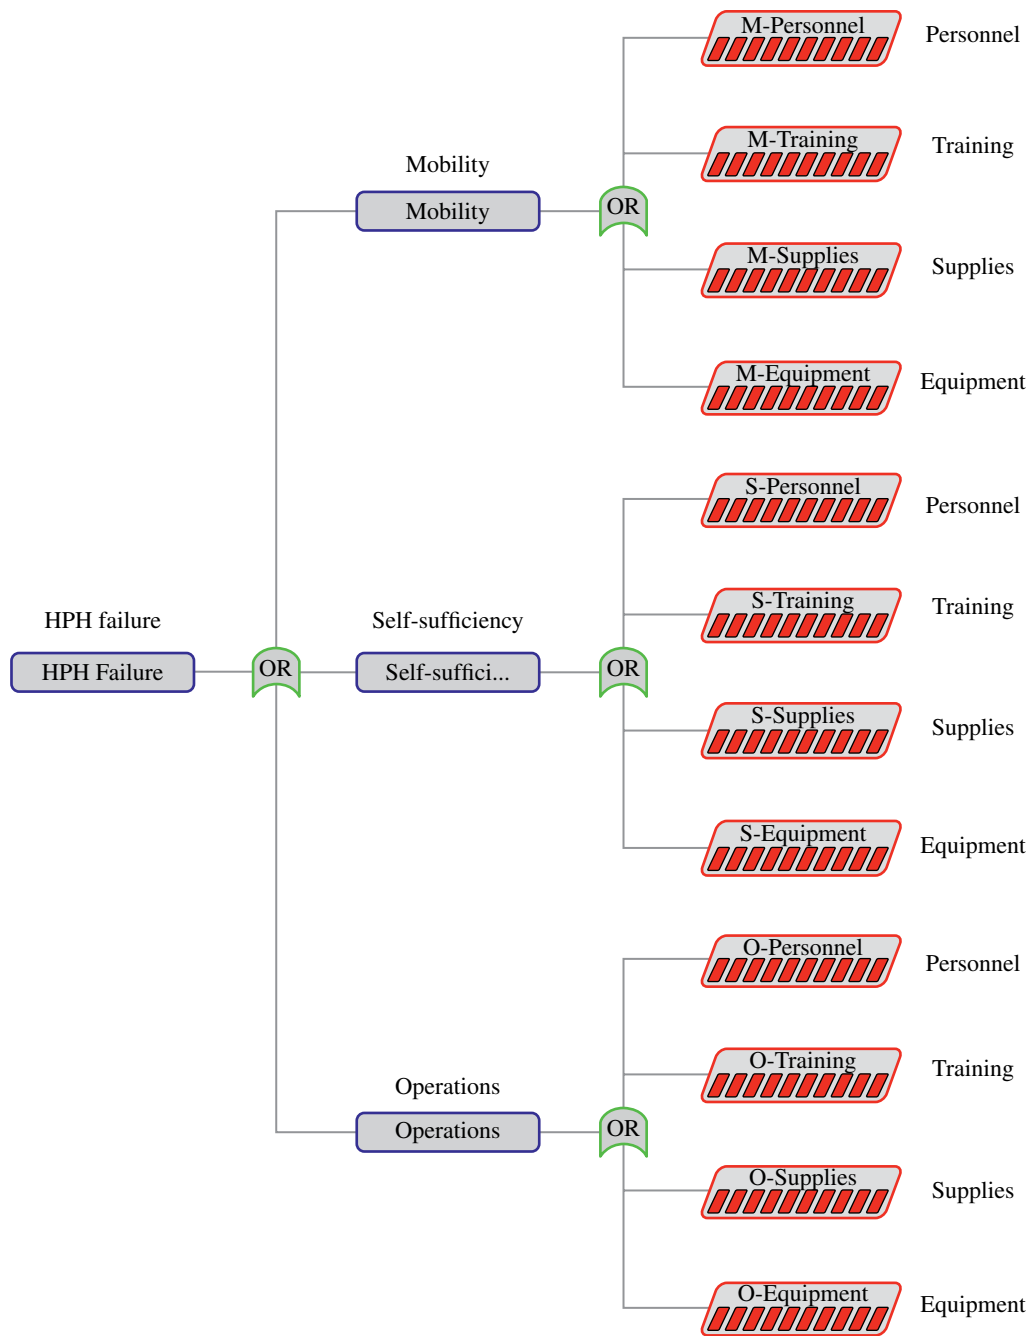 M-Personnel
Personnel
M-Training
Training
Mobility
Mobility
OR
M-Supplies
Supplies
M-Equipment
Equipment
S-Personnel
Personnel
S-Training
Training
HPH failure
Self-sufficiency
HPH Failure
OR
Self-suffici...
OR
S-Supplies
Supplies
S-Equipment
Equipment
O-Personnel
Personnel
O-Training
Training
Operations
Operations
OR
O-Supplies
Supplies
O-Equipment
Equipment